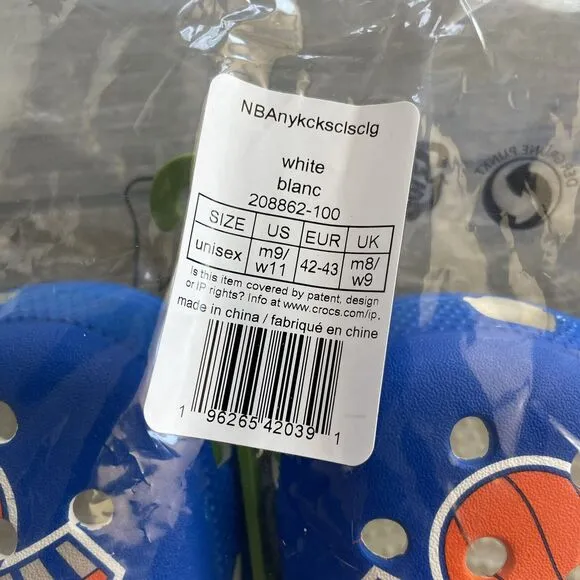 NBAnykcksclsclg
white
blanc
208862-100
SIZE US EUR UK
unisex m9/ w11 42-43 m8/ w9
Is this item covered by patent, design
or IP rights? Info at www.crocs.com/ip.
made in china / fabriqué en chine
1 96265 42039 1